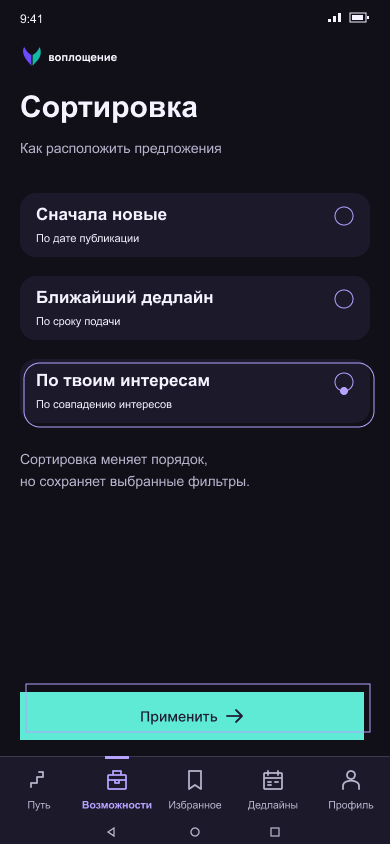 9:41
воплощение
Сортировка
Как расположить предложения
Сначала новые
По дате публикации
Ближайший дедлайн
По сроку подачи
По твоим интересам
По совпадению интересов
Сортировка меняет порядок,
но сохраняет выбранные фильтры.
Применить
Путь
Возможности
Избранное
Дедлайны
Профиль